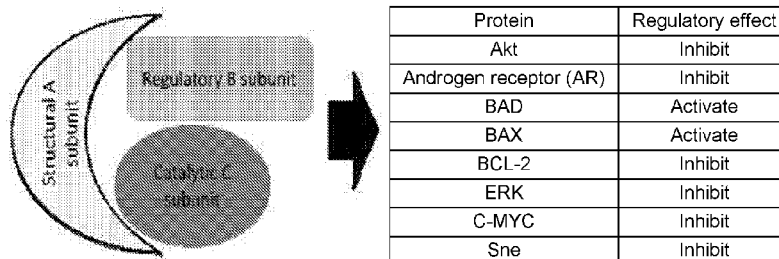 Structural A
subunit
Regulatory B subunit
Catalytic C
subunit
Protein Regulatory effect
Akt Inhibit
Androgen receptor (AR) Inhibit
BAD Activate
BAX Activate
BCL-2 Inhibit
ERK Inhibit
C-MYC Inhibit
Sne Inhibit